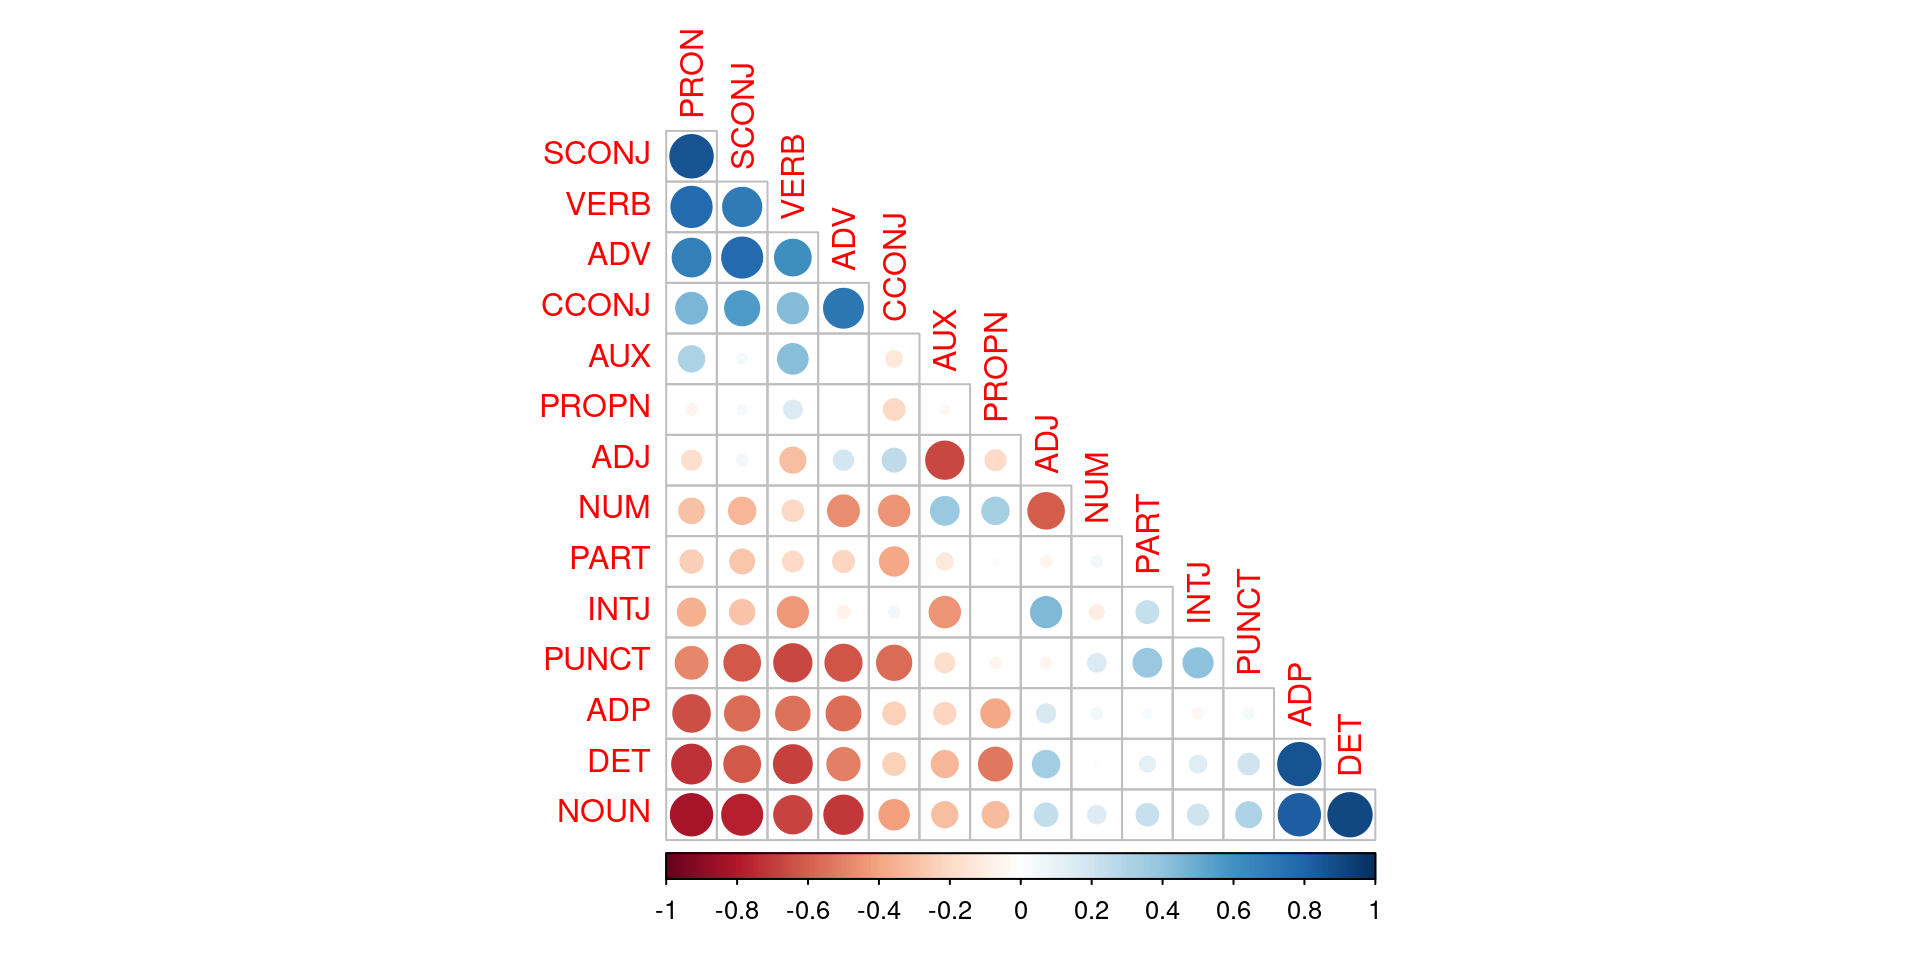 PRON
SCONJ
VERB
ADV
CCONJ
AUX
PROPN
ADJ
NUM
PART
INTJ
PUNCT
ADP
DET
SCONJ
VERB
ADV
CCONJ
AUX
PROPN
ADJ
NUM
PART
INTJ
PUNCT
ADP
DET
NOUN
-1 -0.8 -0.6 -0.4 -0.2 0 0.2 0.4 0.6 0.8 1